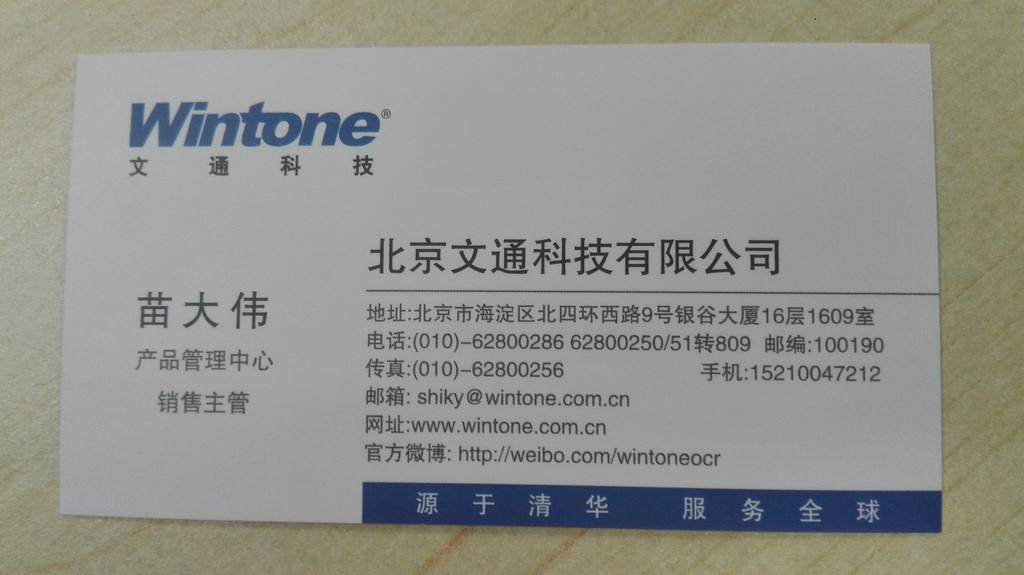 Wintone®
文通科技
北京文通科技有限公司
苗大伟
产品管理中心
销售主管
地址:北京市海淀区北四环西路9号银谷大厦16层1609室
电话:(010)-62800286 62800250/51转809 邮编:100190
传真:(010)-62800256 手机:15210047212
邮箱: shiky@wintone.com.cn
网址:www.wintone.com.cn
官方微博: http://weibo.com/wintoneocr
源于清华 服务全球